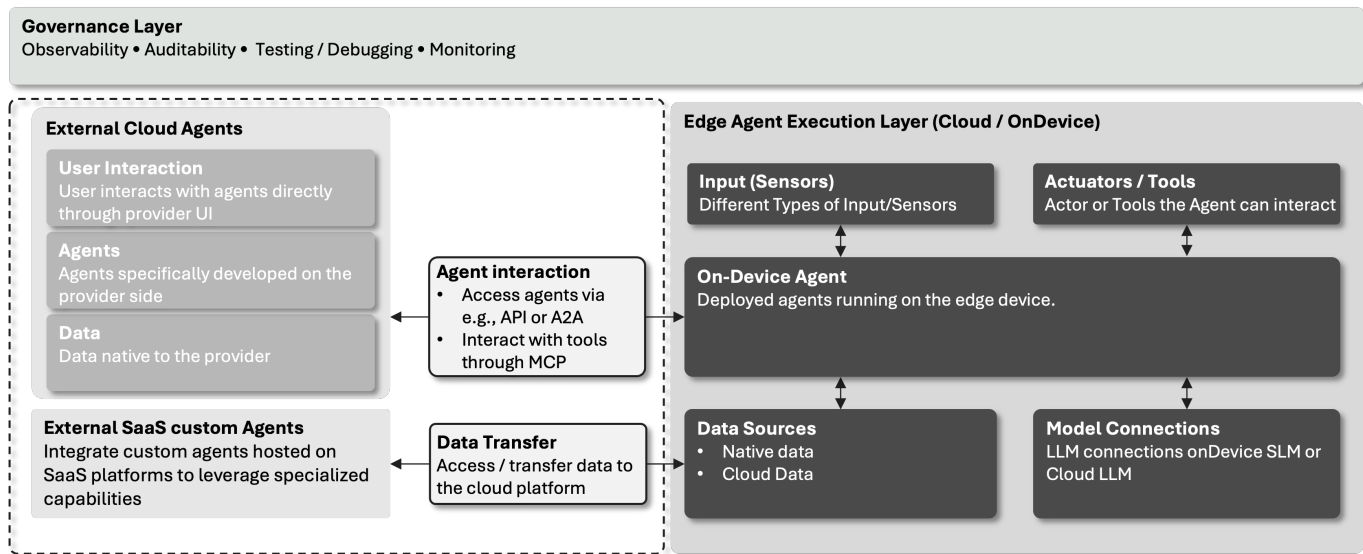 Governance Layer
Observability • Auditability • Testing / Debugging • Monitoring
External Cloud Agents
User Interaction
User interacts with agents directly
through provider UI
Agents
Agents specifically developed on the
provider side
Data
Data native to the provider
External SaaS custom Agents
Integrate custom agents hosted on
SaaS platforms to leverage specialized
capabilities
Agent interaction
• Access agents via
e.g., API or A2A
• Interact with tools
through MCP
Data Transfer
Access / transfer data to
the cloud platform
Edge Agent Execution Layer (Cloud / OnDevice)
Input (Sensors)
Different Types of Input/Sensors
Actuators / Tools
Actor or Tools the Agent can interact
On-Device Agent
Deployed agents running on the edge device.
Data Sources
• Native data
• Cloud Data
Model Connections
LLM connections onDevice SLM or
Cloud LLM